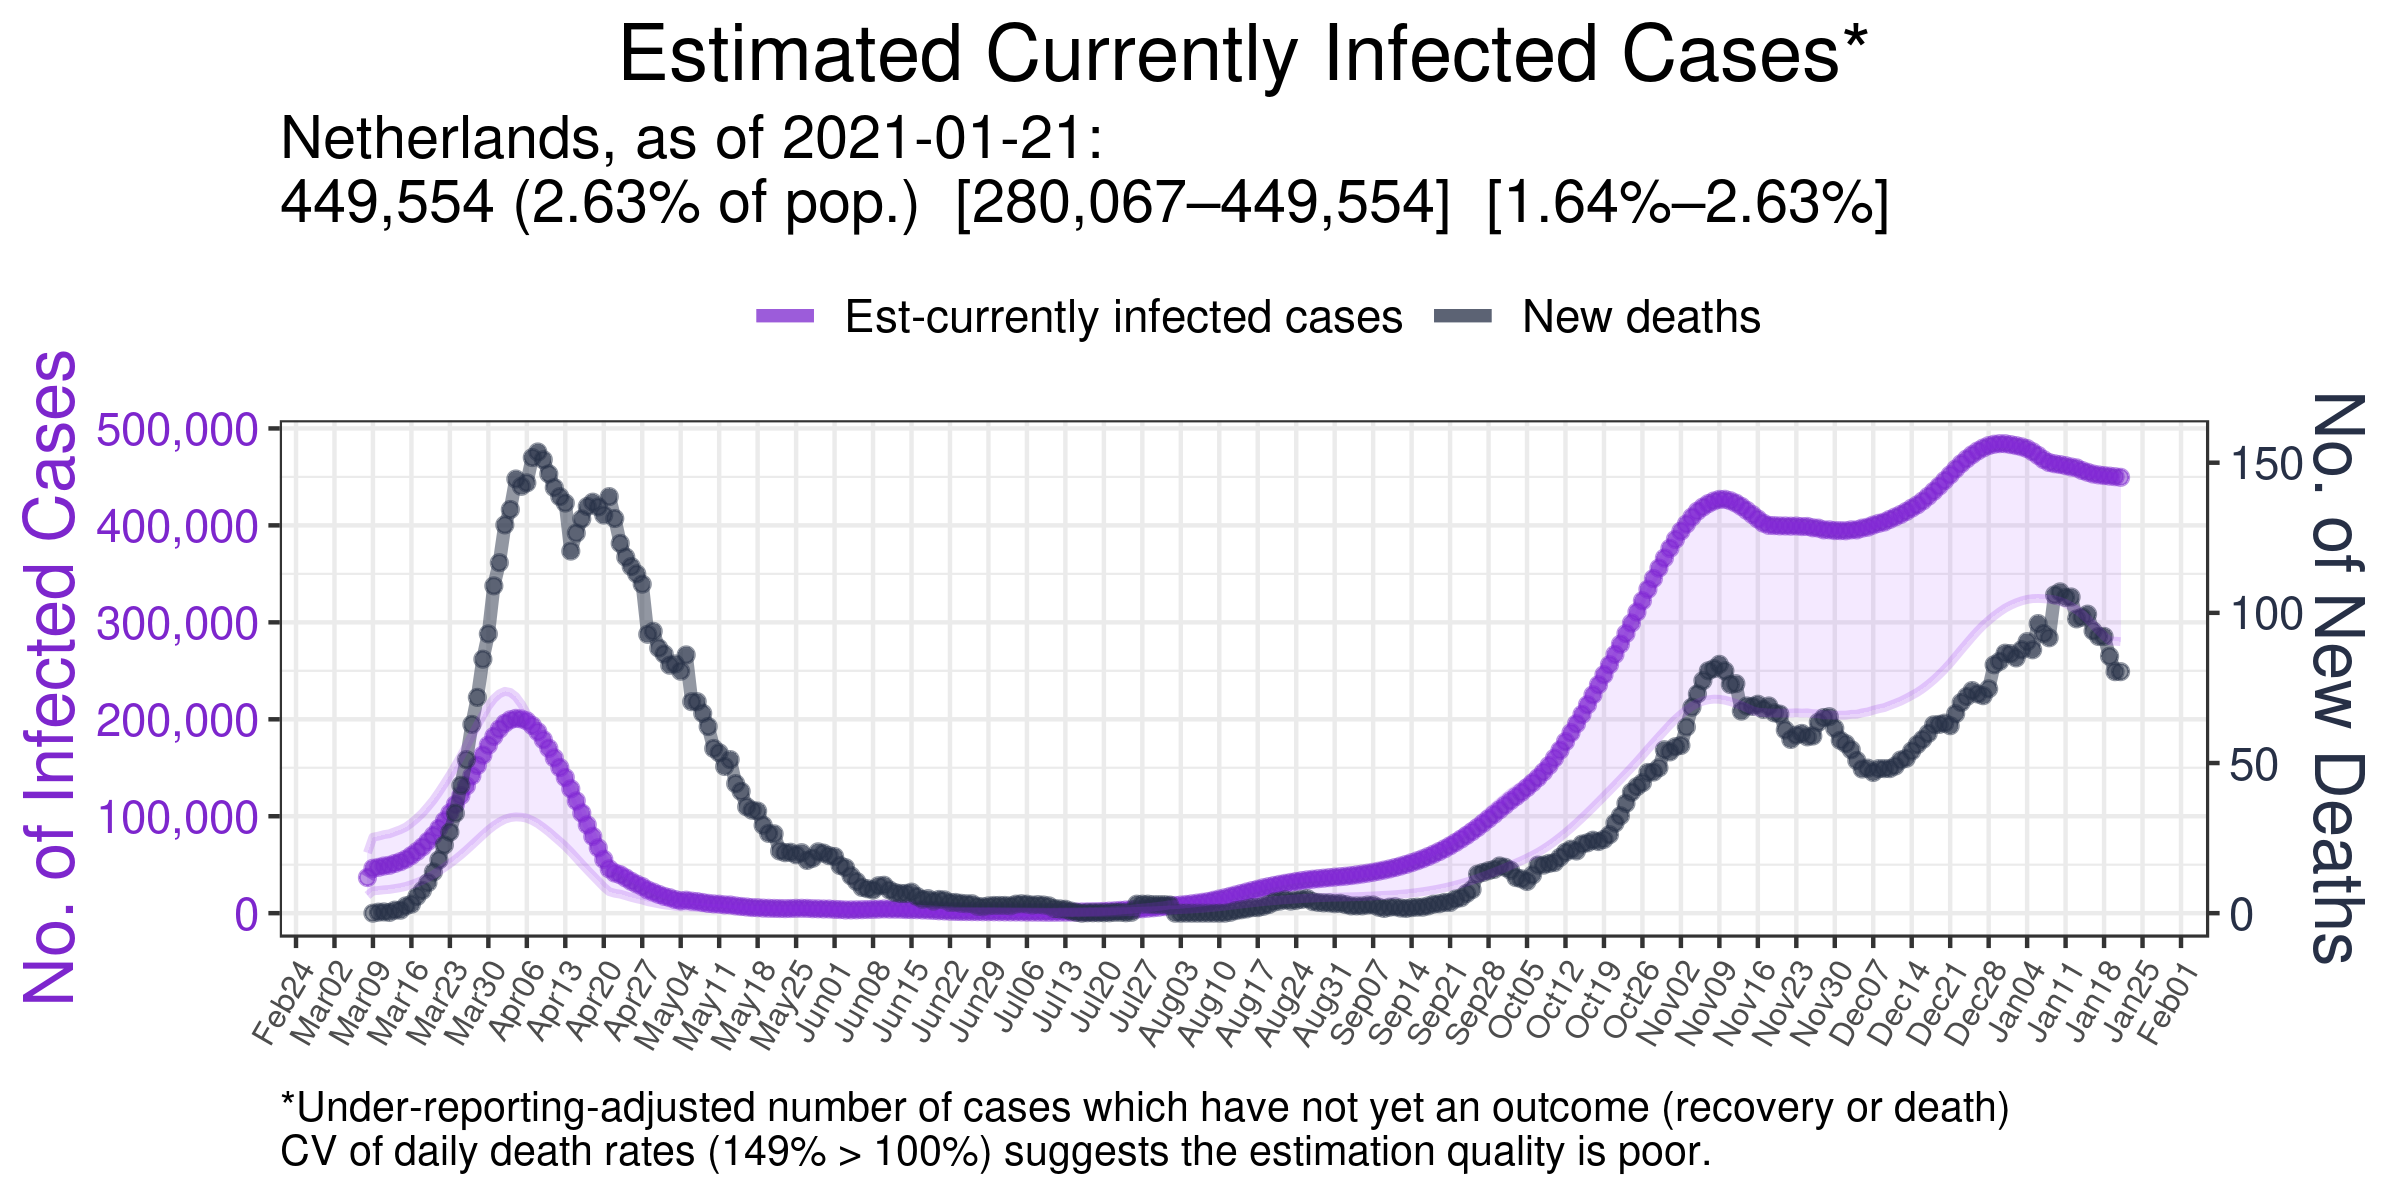 Estimated Currently Infected Cases*
Netherlands, as of 2021-01-21:
449,554 (2.63% of pop.)  [280,067–449,554]  [1.64%–2.63%]
Est-currently infected cases
New deaths
No. of Infected Cases
500,000
400,000
300,000
200,000
100,000
0
150
100
50
0
No. of New Deaths
Feb24
Mar02
Mar09
Mar16
Mar23
Mar30
Apr06
Apr13
Apr20
Apr27
May04
May11
May18
May25
Jun01
Jun08
Jun15
Jun22
Jun29
Jul06
Jul13
Jul20
Jul27
Aug03
Aug10
Aug17
Aug24
Aug31
Sep07
Sep14
Sep21
Sep28
Oct05
Oct12
Oct19
Oct26
Nov02
Nov09
Nov16
Nov23
Nov30
Dec07
Dec14
Dec21
Dec28
Jan04
Jan11
Jan18
Jan25
Feb01
*Under-reporting-adjusted number of cases which have not yet an outcome (recovery or death)
CV of daily death rates (149% > 100%) suggests the estimation quality is poor.